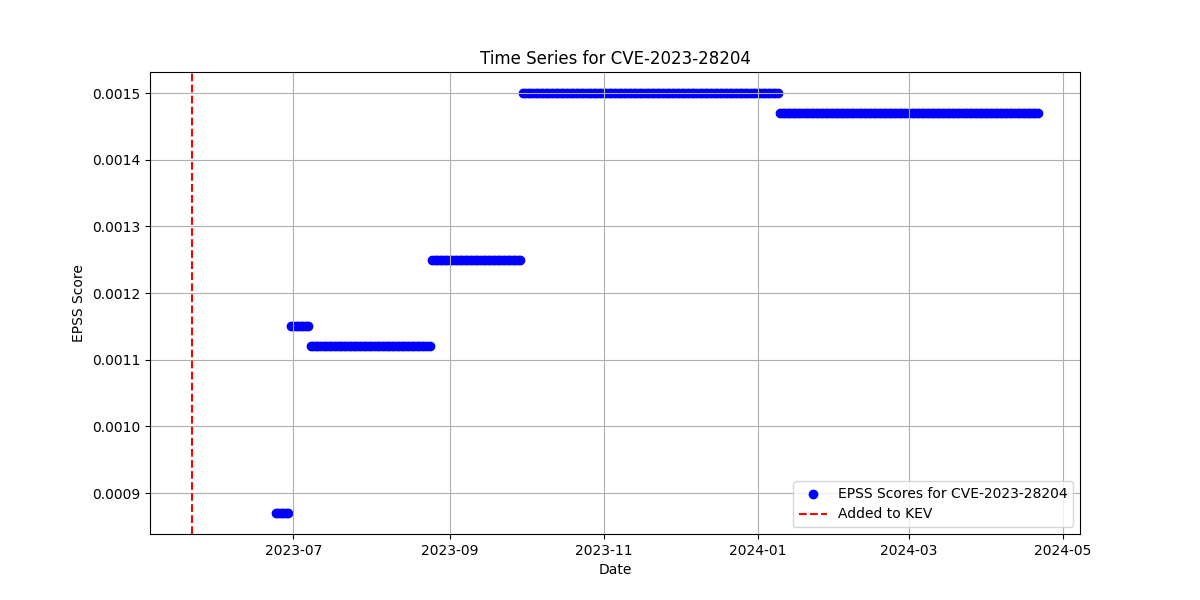 Time Series for CVE-2023-28204
0.0015
0.0014
0.0013
0.0012
0.0011
0.0010
0.0009
EPSS Score
2023-07
2023-09
2023-11
2024-01
2024-03
2024-05
Date
EPSS Scores for CVE-2023-28204
Added to KEV